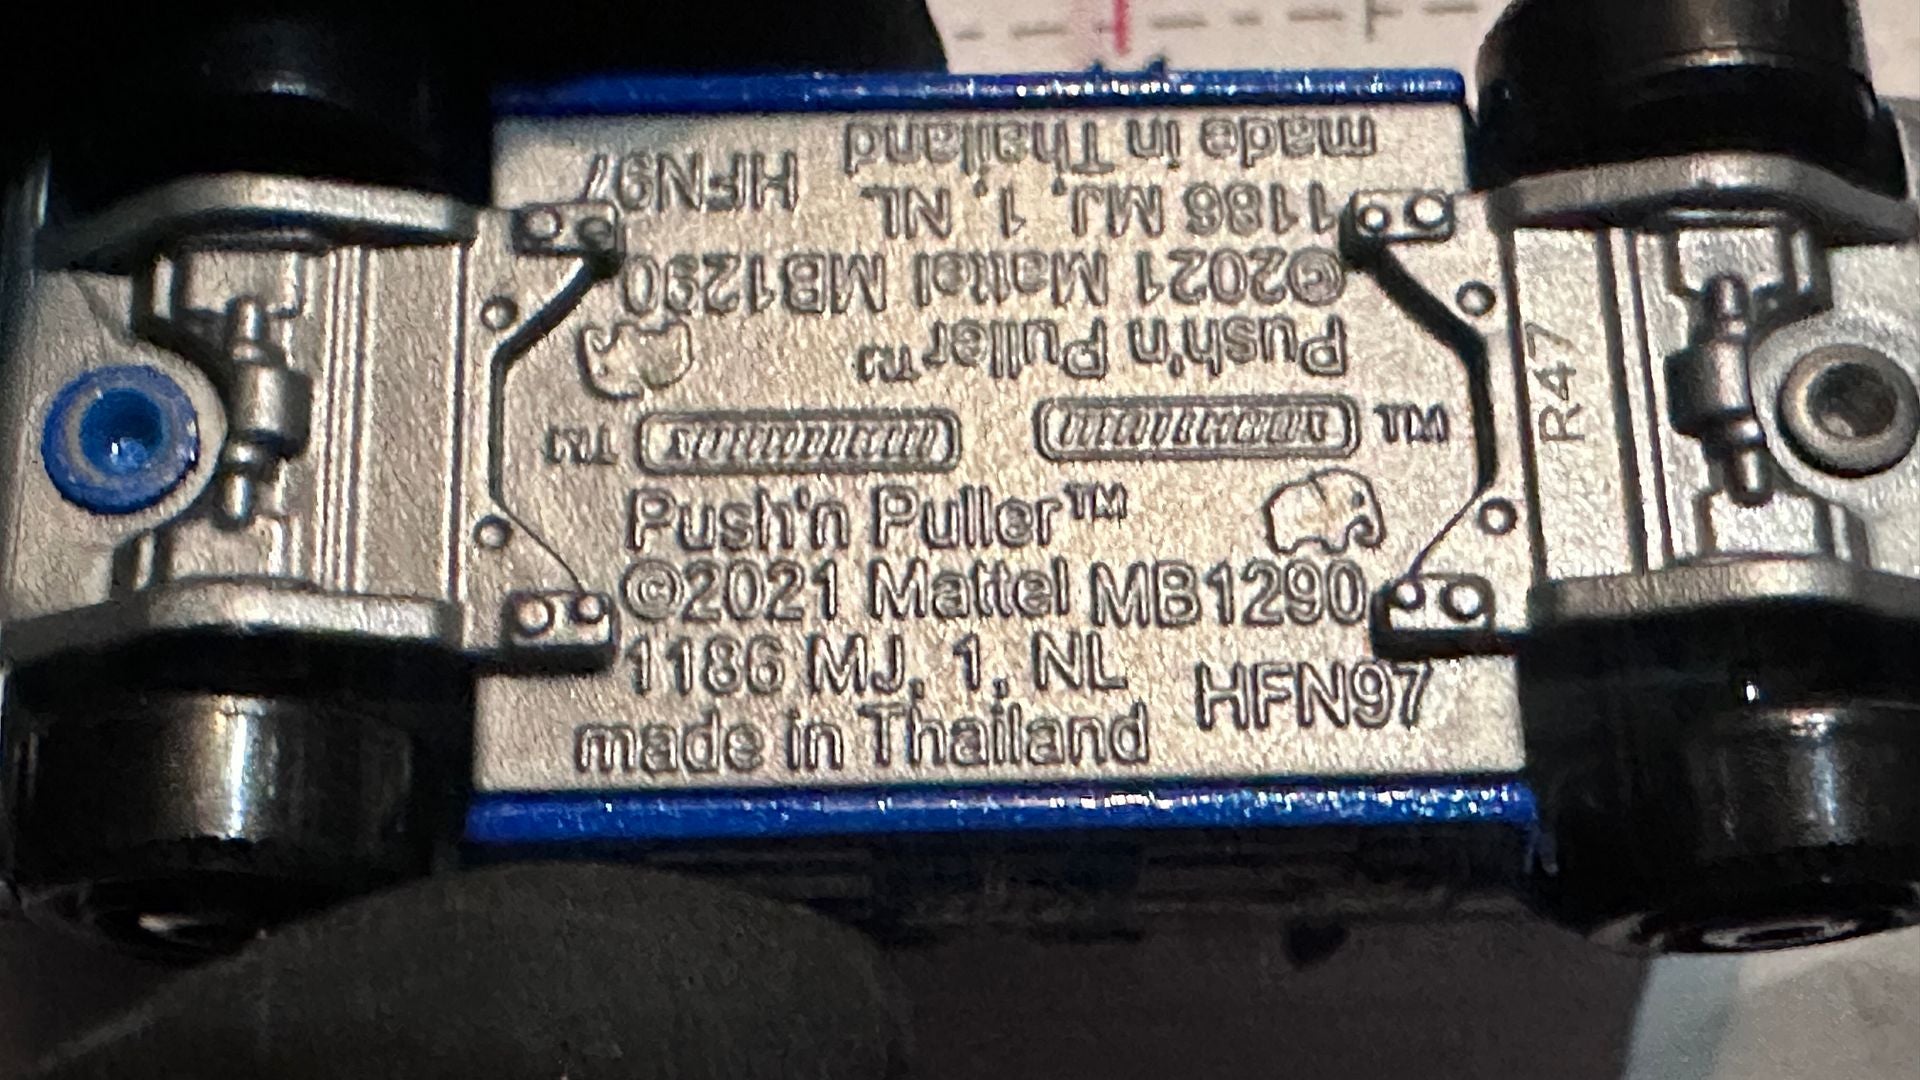 made in Thailand
1186 MJ, 1, NL HFN97
©2021 Mattel MB1290
Push'n Puller™
TM
TM
Push'n Puller™
©2021 Mattel MB1290
1186 MJ, 1, NL HFN97
made in Thailand
R47